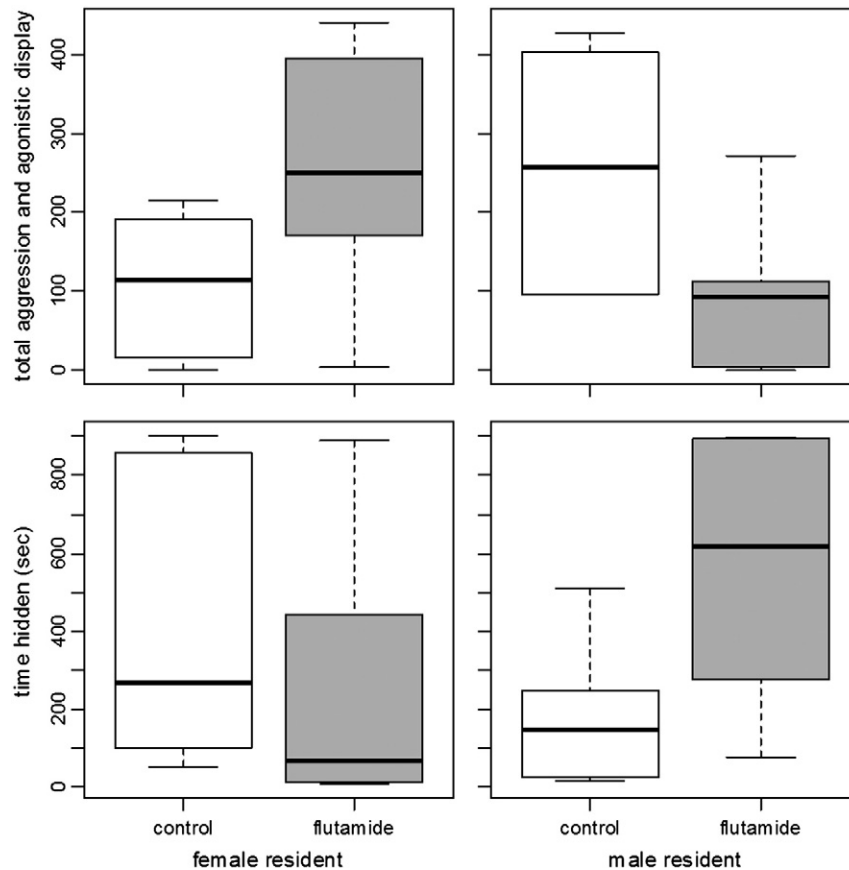 total aggression and agonistic display
400
300
200
100
0
time hidden (sec)
800
600
400
200
0
control flutamide control flutamide
female resident male resident